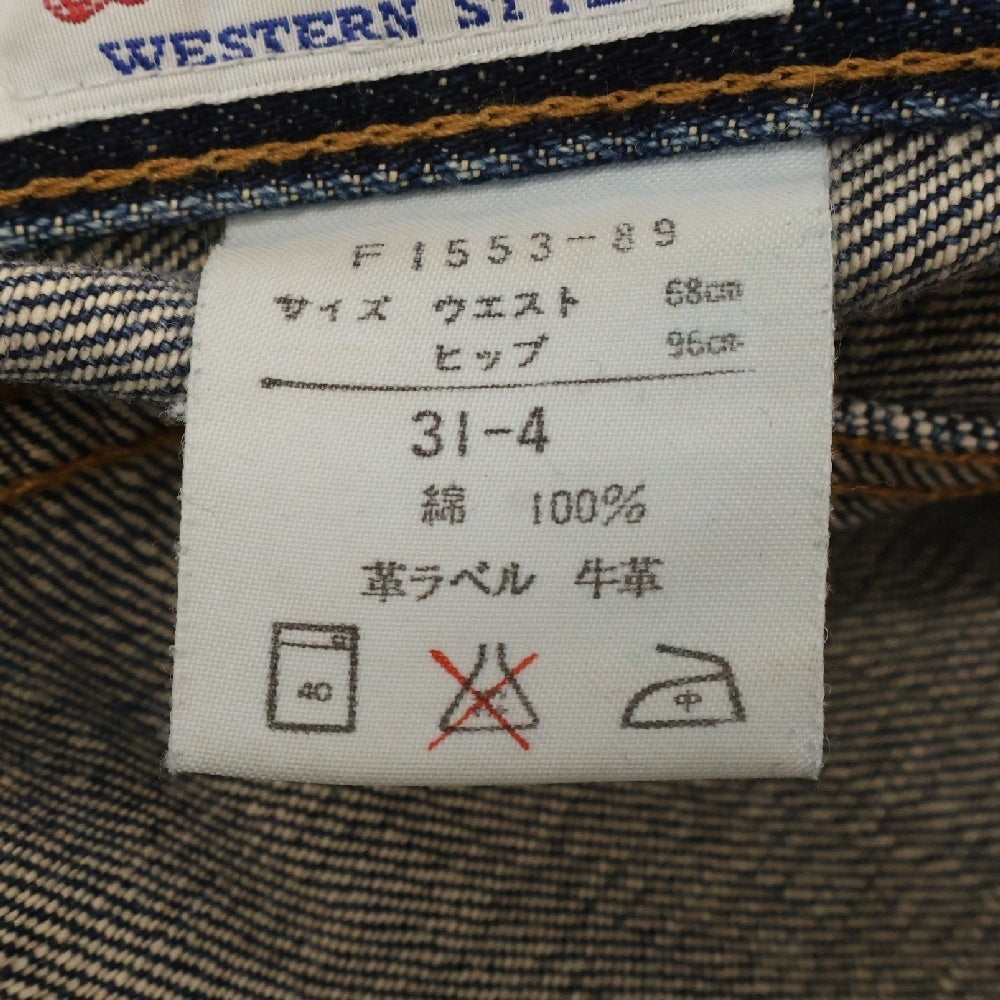 WESTERN
F1553-89
サイズ ウエスト 68cm
ヒップ 96cm
31-4
綿 100%
革ラベル 牛革
40
中